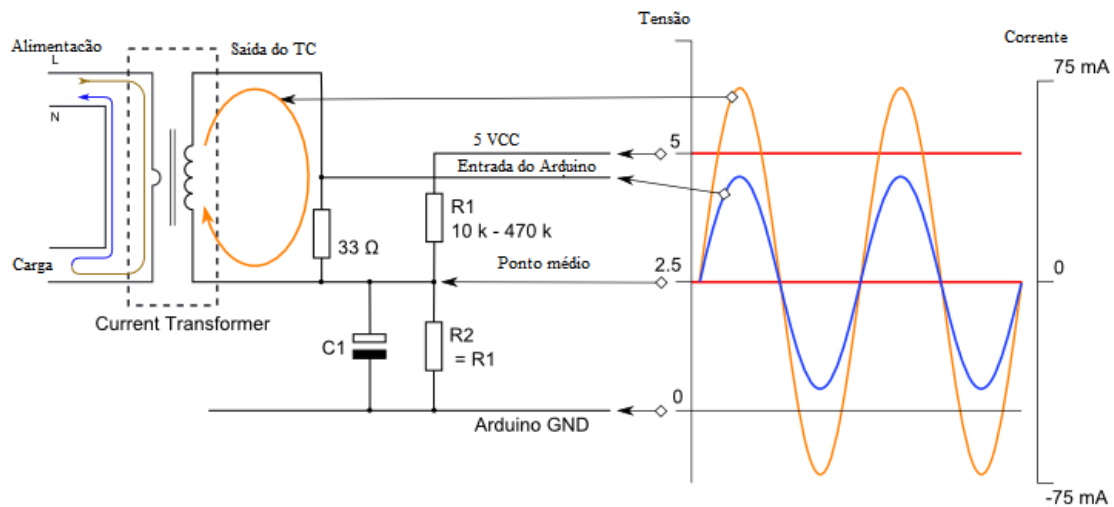 Alimentacão
L
N
Carga
Current Transformer
Saida do TC
33 Ω
C1
5 VCC
Entrada do Arduino
R1
10 k - 470 k
Ponto médio
R2
= R1
Arduino GND
Tensão
5
2.5
0
Corrente
75 mA
0
-75 mA